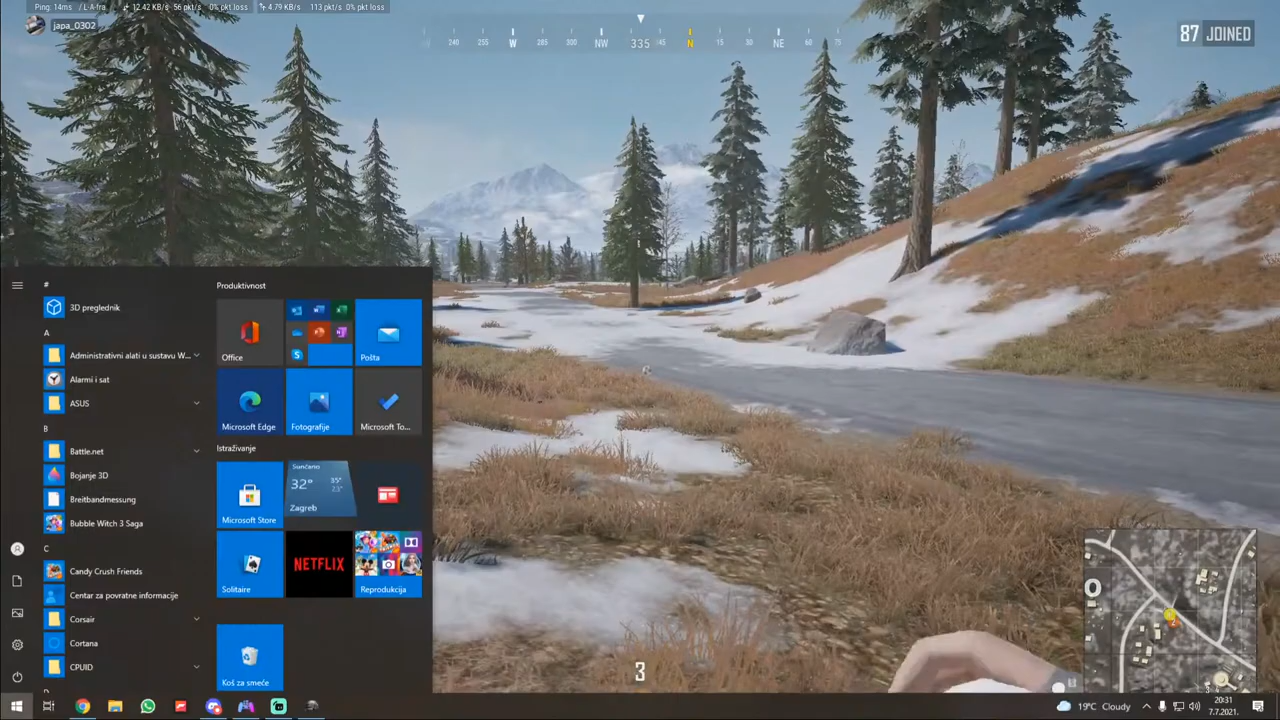 Ping: 14ms / L-A-fra. 12.42 KB/s 56 pkt/s 0% pkt loss 4.79 KB/s 113 pkt/s 0% pkt loss
japa_0302
240 255 W 285 300 NW 335 345 N 15 30 NE 60 75
87 JOINED
#
3D preglednik
A
Administrativni alati u sustavu W...
Alarmi i sat
ASUS
B
Battle.net
Bojanje 3D
Breitbandmessung
Bubble Witch 3 Saga
C
Candy Crush Friends
Centar za povratne informacije
Corsair
Cortana
CPUID
Produktivnost
Office
Pošta
Microsoft Edge
Fotografije
Microsoft To...
Istraživanje
Microsoft Store
Sunčano
32° 35°
23°
Zagreb
Solitaire
NETFLIX
Reprodukcija
Koš za smeće
3
19°C Cloudy
20:31
7.7.2021.